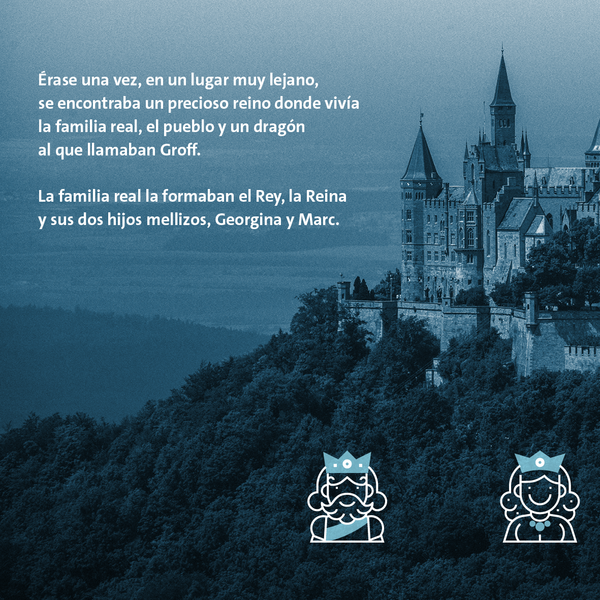 Érase una vez, en un lugar muy lejano,
se encontraba un precioso reino donde vivía
la familia real, el pueblo y un dragón
al que llamaban Groff.
La familia real la formaban el Rey, la Reina
y sus dos hijos mellizos, Georgina y Marc.